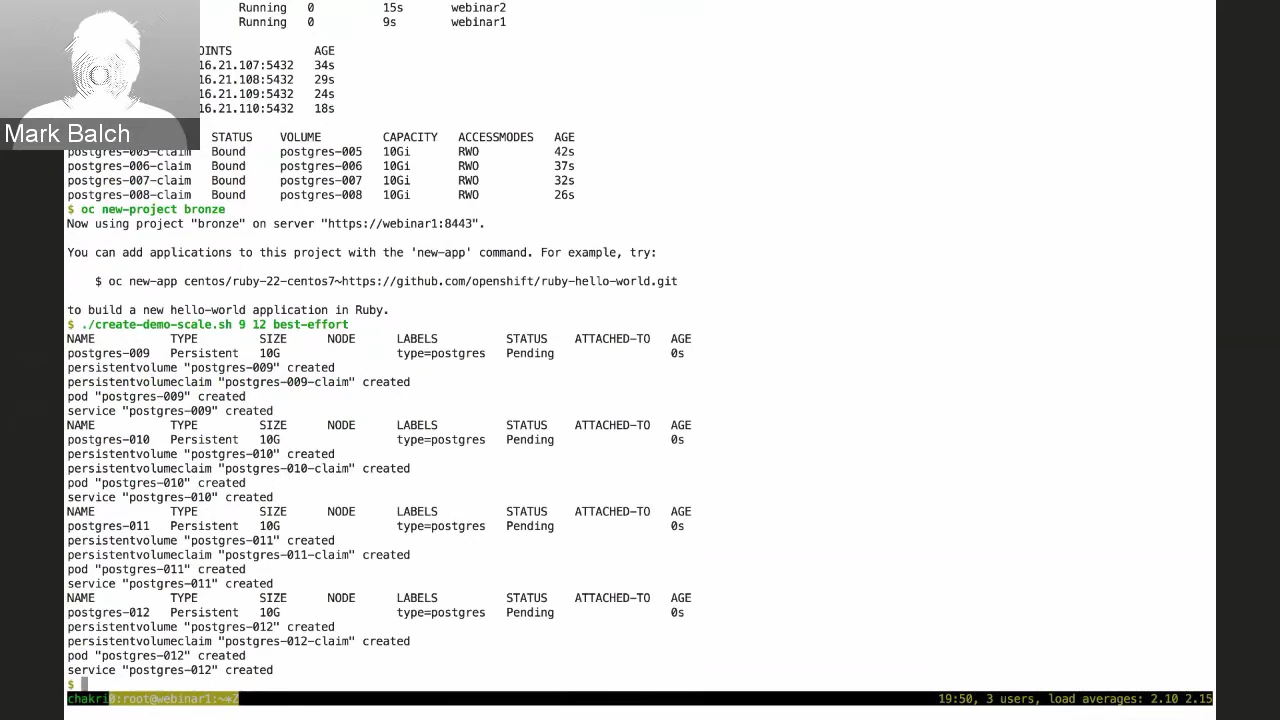 Running 0 15s webinar2
Running 0 9s webinar1
OINTS AGE
16.21.107:5432 34s
16.21.108:5432 29s
16.21.109:5432 24s
16.21.110:5432 18s
Mark Balch
STATUS VOLUME CAPACITY ACCESSMODES AGE
postgres-005-claim Bound postgres-005 10Gi RWO 42s
postgres-006-claim Bound postgres-006 10Gi RWO 37s
postgres-007-claim Bound postgres-007 10Gi RWO 32s
postgres-008-claim Bound postgres-008 10Gi RWO 26s
$ oc new-project bronze
Now using project "bronze" on server "https://webinar1:8443".
You can add applications to this project with the 'new-app' command. For example, try:
$ oc new-app centos/ruby-22-centos7~https://github.com/openshift/ruby-hello-world.git
to build a new hello-world application in Ruby.
$ ./create-demo-scale.sh 9 12 best-effort
NAME TYPE SIZE NODE LABELS STATUS ATTACHED-TO AGE
postgres-009 Persistent 10G type=postgres Pending 0s
persistentvolume "postgres-009" created
persistentvolumeclaim "postgres-009-claim" created
pod "postgres-009" created
service "postgres-009" created
NAME TYPE SIZE NODE LABELS STATUS ATTACHED-TO AGE
postgres-010 Persistent 10G type=postgres Pending 0s
persistentvolume "postgres-010" created
persistentvolumeclaim "postgres-010-claim" created
pod "postgres-010" created
service "postgres-010" created
NAME TYPE SIZE NODE LABELS STATUS ATTACHED-TO AGE
postgres-011 Persistent 10G type=postgres Pending 0s
persistentvolume "postgres-011" created
persistentvolumeclaim "postgres-011-claim" created
pod "postgres-011" created
service "postgres-011" created
NAME TYPE SIZE NODE LABELS STATUS ATTACHED-TO AGE
postgres-012 Persistent 10G type=postgres Pending 0s
persistentvolume "postgres-012" created
persistentvolumeclaim "postgres-012-claim" created
pod "postgres-012" created
service "postgres-012" created
$
chakri 0:root@webinar1:~*Z 19:50, 3 users, load averages: 2.10 2.15